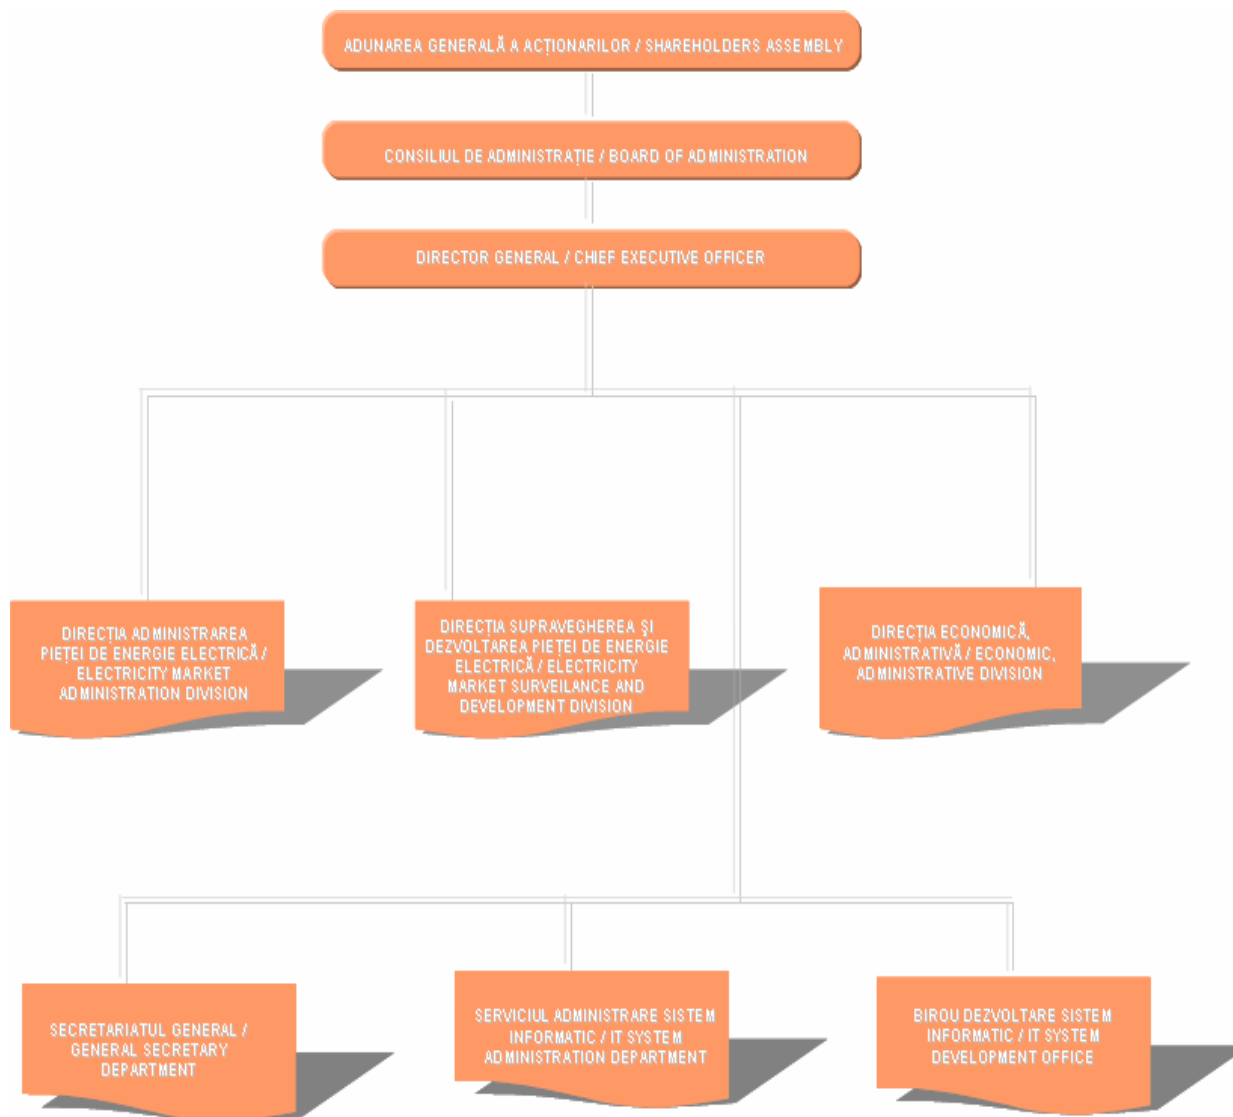 ADUNAREA GENERALĂ A ACȚIONARILOR / SHAREHOLDERS ASSEMBLY
CONSILIUL DE ADMINISTRAȚIE / BOARD OF ADMINISTRATION
DIRECTOR GENERAL / CHIEF EXECUTIVE OFFICER
DIRECȚIA ADMINISTRAREA
PIEȚEI DE ENERGIE ELECTRICĂ /
ELECTRICITY MARKET
ADMINISTRATION DIVISION
DIRECȚIA SUPRAVEGHEREA ȘI
DEZVOLTAREA PIEȚEI DE ENERGIE
ELECTRICĂ / ELECTRICITY
MARKET SURVEILANCE AND
DEVELOPMENT DIVISION
DIRECȚIA ECONOMICĂ,
ADMINISTRATIVĂ / ECONOMIC,
ADMINISTRATIVE DIVISION
SECRETARIATUL GENERAL /
GENERAL SECRETARY
DEPARTMENT
SERVICIUL ADMINISTRARE SISTEM
INFORMATIC / IT SYSTEM
ADMINISTRATION DEPARTMENT
BIROU DEZVOLTARE SISTEM
INFORMATIC / IT SYSTEM
DEVELOPMENT OFFICE